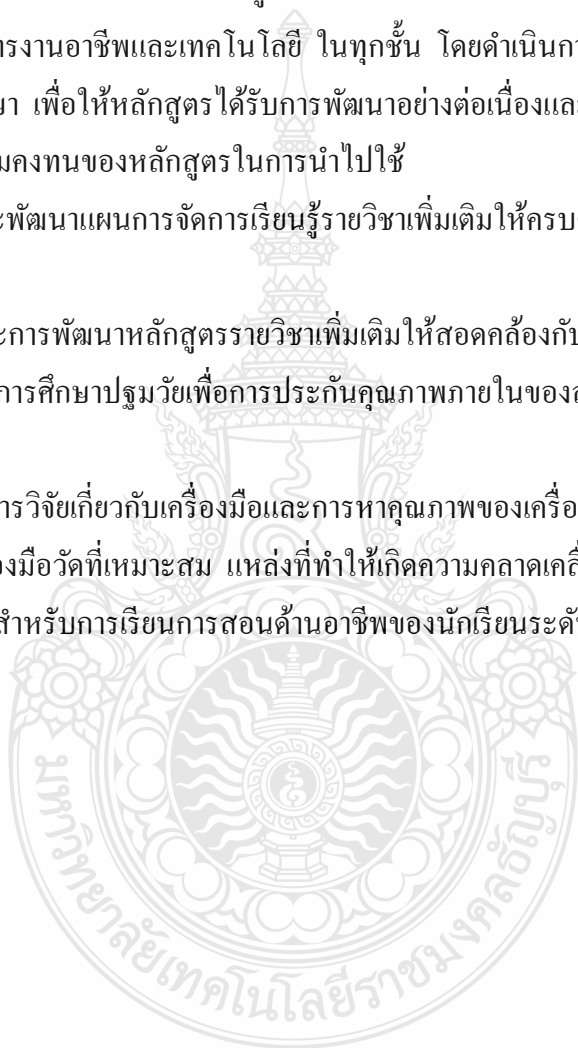 ารงานอาชีพและเทคโนโลยี ในทุกชั้น โดยดำเนินกา
นา เพื่อให้หลักสูตรได้รับการพัฒนาอย่างต่อเนื่องและ
มคงทนของหลักสูตรในการนำไปใช้
ะพัฒนาแผนการจัดการเรียนรู้รายวิชาเพิ่มเติมให้ครบ
ะการพัฒนาหลักสูตรรายวิชาเพิ่มเติมให้สอดคล้องกับ
การศึกษาปฐมวัยเพื่อการประกันคุณภาพภายในของส
ารวิจัยเกี่ยวกับเครื่องมือและการหาคุณภาพของเครื่อ
องมือวัดที่เหมาะสม แหล่งที่ทำให้เกิดความคลาดเคลื่
สำหรับการเรียนการสอนด้านอาชีพของนักเรียนระดั
มหาวิทยาลัยเทคโนโลยีราชมงคลธัญบุรี